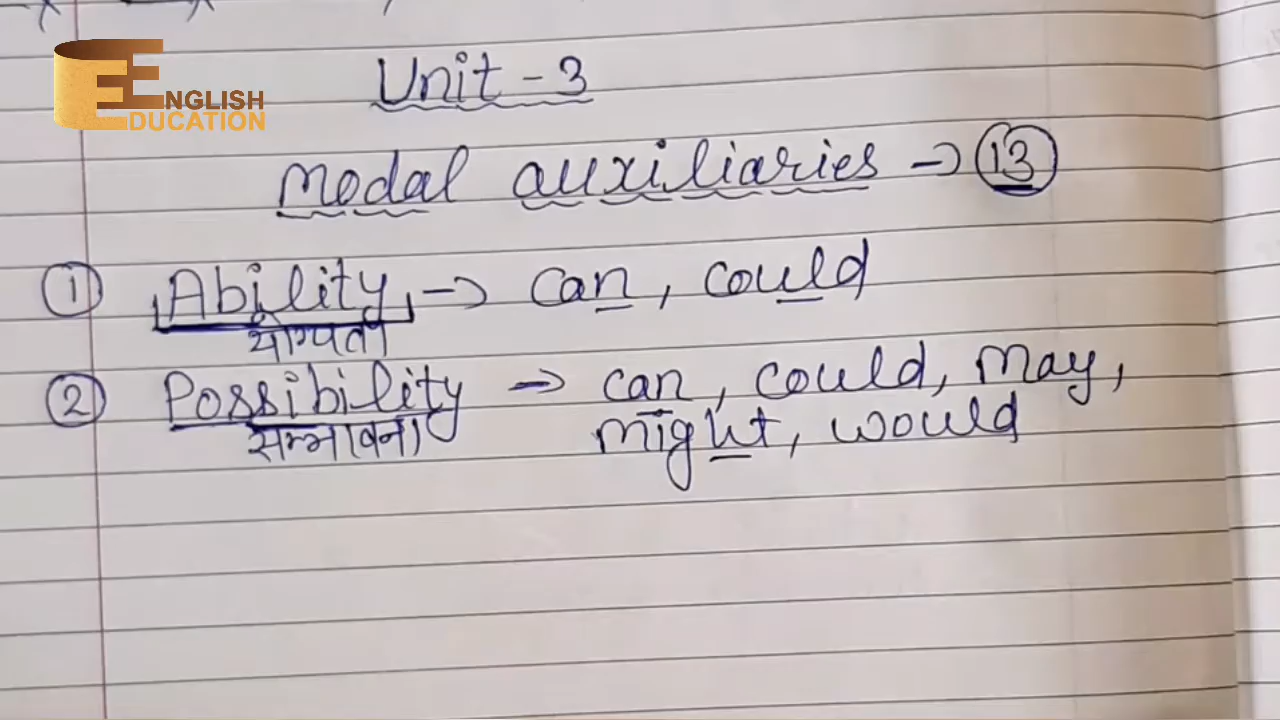 ENGLISH
EDUCATION
Unit - 3
Modal auxiliaries → 13
1 Ability → can, could
योग्यता
2 Possibility → can, could, may,
सम्भावना might, would